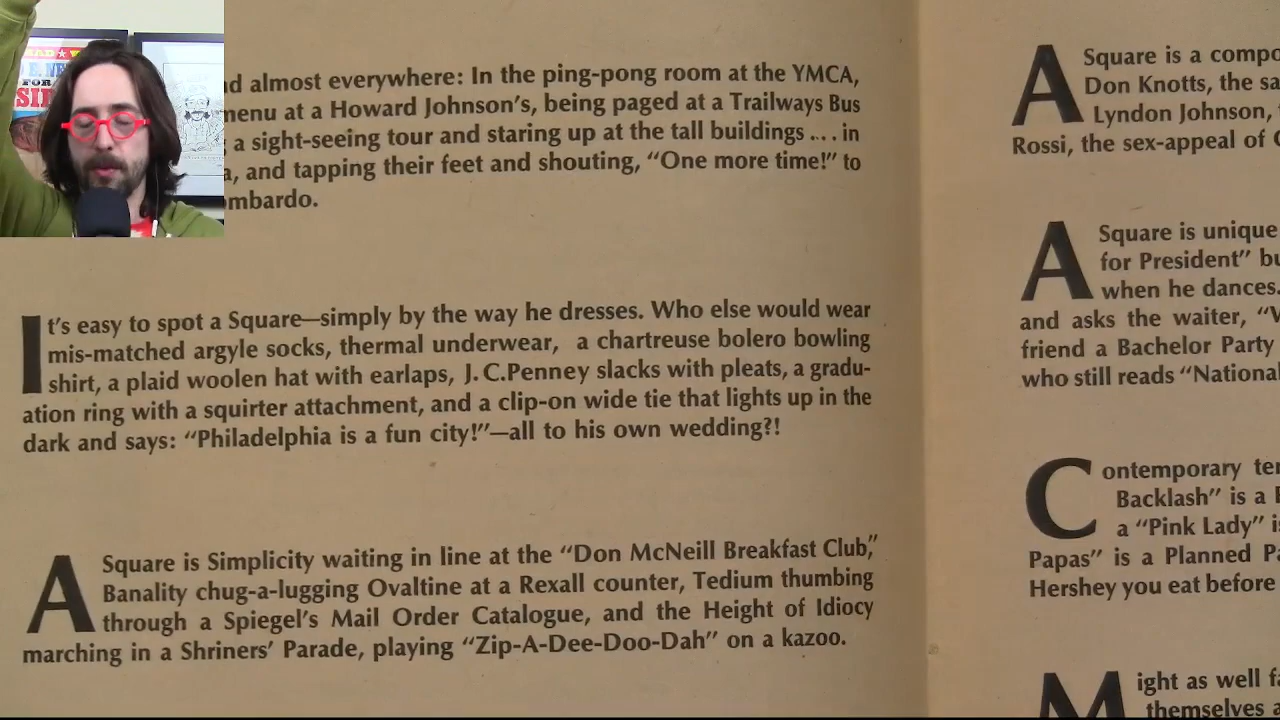 d almost everywhere: In the ping-pong room at the YMCA,
menu at a Howard Johnson's, being paged at a Trailways Bus
a sight-seeing tour and staring up at the tall buildings ... in
a, and tapping their feet and shouting, “One more time!” to
ombardo.
It's easy to spot a Square—simply by the way he dresses. Who else would wear
mis-matched argyle socks, thermal underwear, a chartreuse bolero bowling
shirt, a plaid woolen hat with earlaps, J.C.Penney slacks with pleats, a gradu-
ation ring with a squirter attachment, and a clip-on wide tie that lights up in the
dark and says: “Philadelphia is a fun city!”—all to his own wedding?!
A Square is Simplicity waiting in line at the “Don McNeill Breakfast Club,”
Banality chug-a-lugging Ovaltine at a Rexall counter, Tedium thumbing
through a Spiegel's Mail Order Catalogue, and the Height of Idiocy
marching in a Shriners' Parade, playing “Zip-A-Dee-Doo-Dah” on a kazoo.
A Square is a compo
Don Knotts, the sa
Lyndon Johnson,
Rossi, the sex-appeal of
A Square is unique
for President” bu
when he dances.
and asks the waiter, “V
friend a Bachelor Party
who still reads “National
Contemporary ter
Backlash” is a
a “Pink Lady” i
Papas” is a Planned Pa
Hershey you eat before
Might as well fa
themselves a